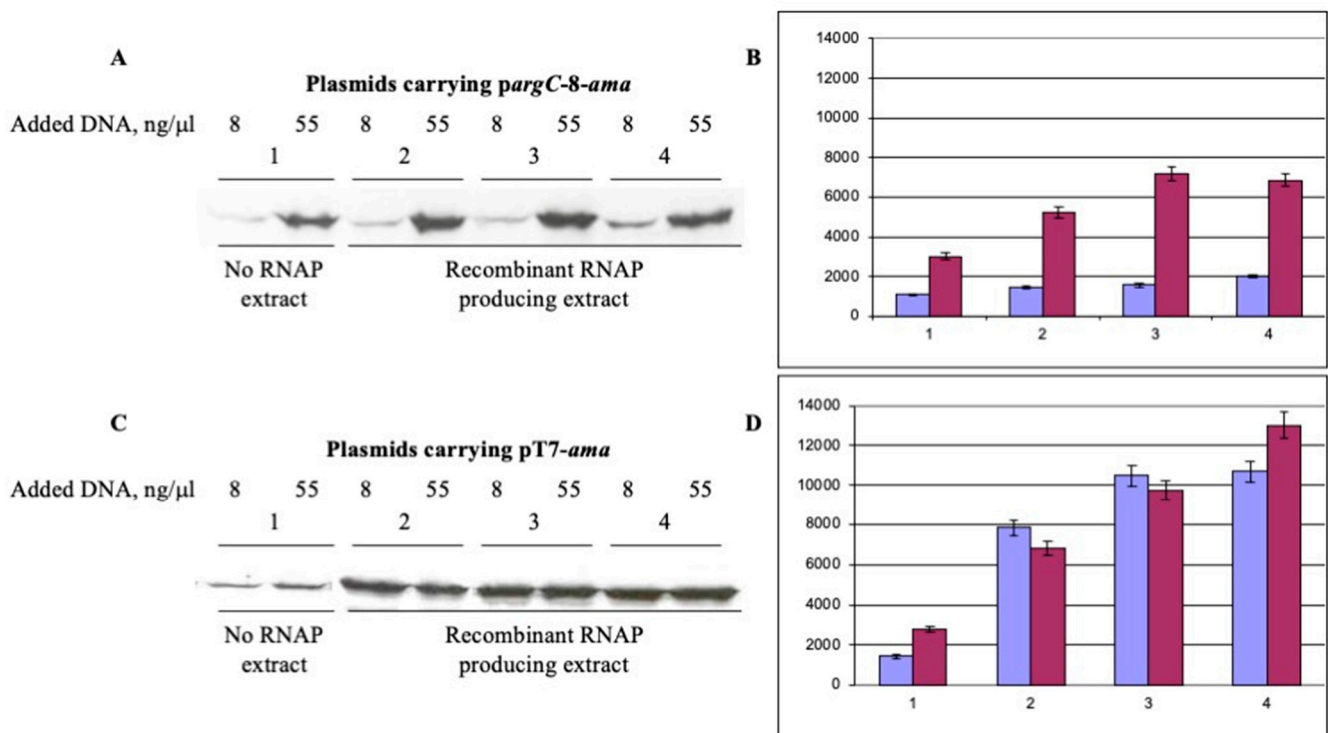 A
Plasmids carrying pargC-8-ama
Added DNA, ng/µl 8 55 8 55 8 55 8 55
1 2 3 4
No RNAP
extract
Recombinant RNAP
producing extract
B
14000
12000
10000
8000
6000
4000
2000
0
1 2 3 4
C
Plasmids carrying pT7-ama
Added DNA, ng/µl 8 55 8 55 8 55 8 55
1 2 3 4
No RNAP
extract
Recombinant RNAP
producing extract
D
14000
12000
10000
8000
6000
4000
2000
0
1 2 3 4